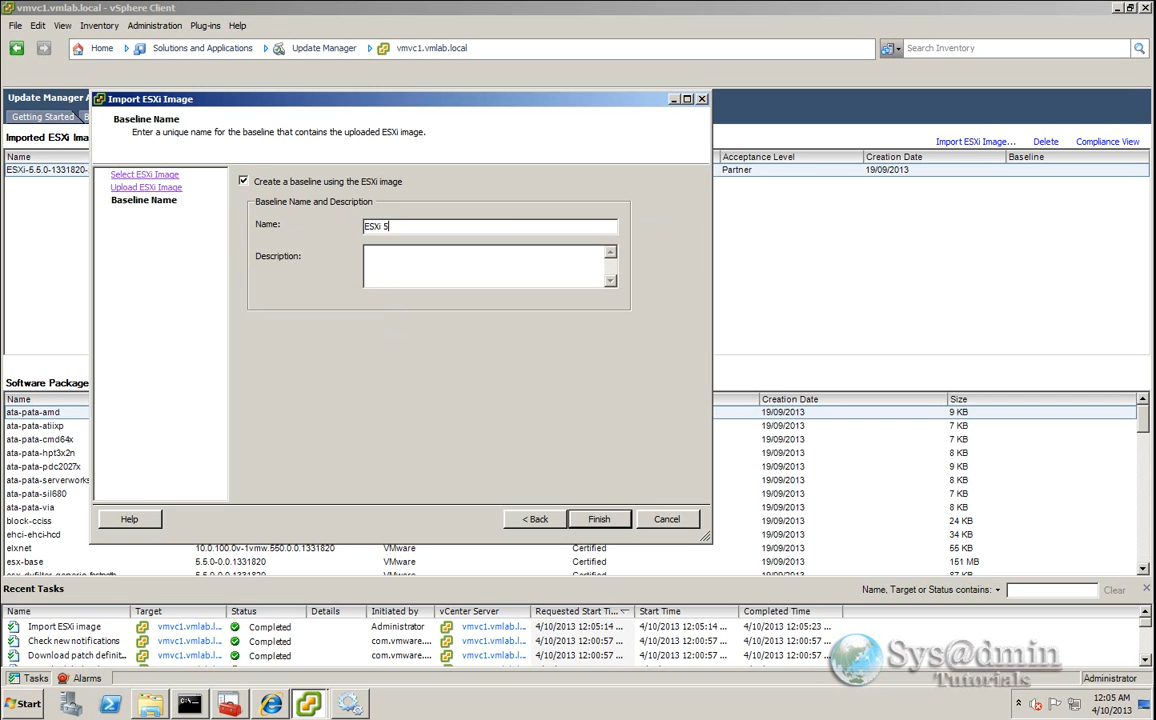 vmvc1.vmlab.local - vSphere Client
File Edit View Inventory Administration Plug-ins Help
Home Solutions and Applications Update Manager vmvc1.vmlab.local Search Inventory
Update Manager
Import ESXi Image
Getting Started
Baseline Name
Enter a unique name for the baseline that contains the uploaded ESXi image.
Imported ESXi Ima
Import ESXi Image... Delete Compliance View
Name Acceptance Level Creation Date Baseline
ESXi-5.5.0-1331820- Partner 19/09/2013
Select ESXi Image
Upload ESXi Image
Baseline Name
Create a baseline using the ESXi image
Baseline Name and Description
Name: ESXi 5
Description:
Help < Back Finish Cancel
Software Package
Name Creation Date Size
ata-pata-amd 19/09/2013 9 KB
ata-pata-atiixp 19/09/2013 7 KB
ata-pata-cmd64x 19/09/2013 7 KB
ata-pata-hpt3x2n 19/09/2013 8 KB
ata-pata-pdc2027x 19/09/2013 9 KB
ata-pata-serverworks 19/09/2013 8 KB
ata-pata-sil680 19/09/2013 7 KB
ata-pata-via 19/09/2013 7 KB
block-cciss 19/09/2013 24 KB
ehci-ehci-hcd 19/09/2013 34 KB
elxnet 10.0.100.0v-1vmw.550.0.0.1331820 VMware Certified 19/09/2013 55 KB
esx-base 5.5.0-0.0.1331820 VMware Certified 19/09/2013 151 MB
Recent Tasks Name, Target or Status contains: Clear
Name Target Status Details Initiated by vCenter Server Requested Start Ti... Start Time Completed Time
Import ESXi image vmvc1.vmlab.l... Completed Administrator vmvc1.vmlab.l... 4/10/2013 12:05:14 ... 4/10/2013 12:05:14 ... 4/10/2013 12:05:23 ...
Check new notifications vmvc1.vmlab.l... Completed com.vmware.... vmvc1.vmlab.l... 4/10/2013 12:00:57 ... 4/10/2013 12:00:57 ... 4/10/2013 12:00:57 ...
Download patch definit... vmvc1.vmlab.l... Completed com.vmware.... vmvc1.vmlab.l... 4/10/2013 12:00:57 ... 4/10/2013 12:00:57 ... 4/10/2013 12:00:57 ...
Sys@dmin
Tutorials
Tasks Alarms Administrator
Start 12:05 AM
4/10/2013